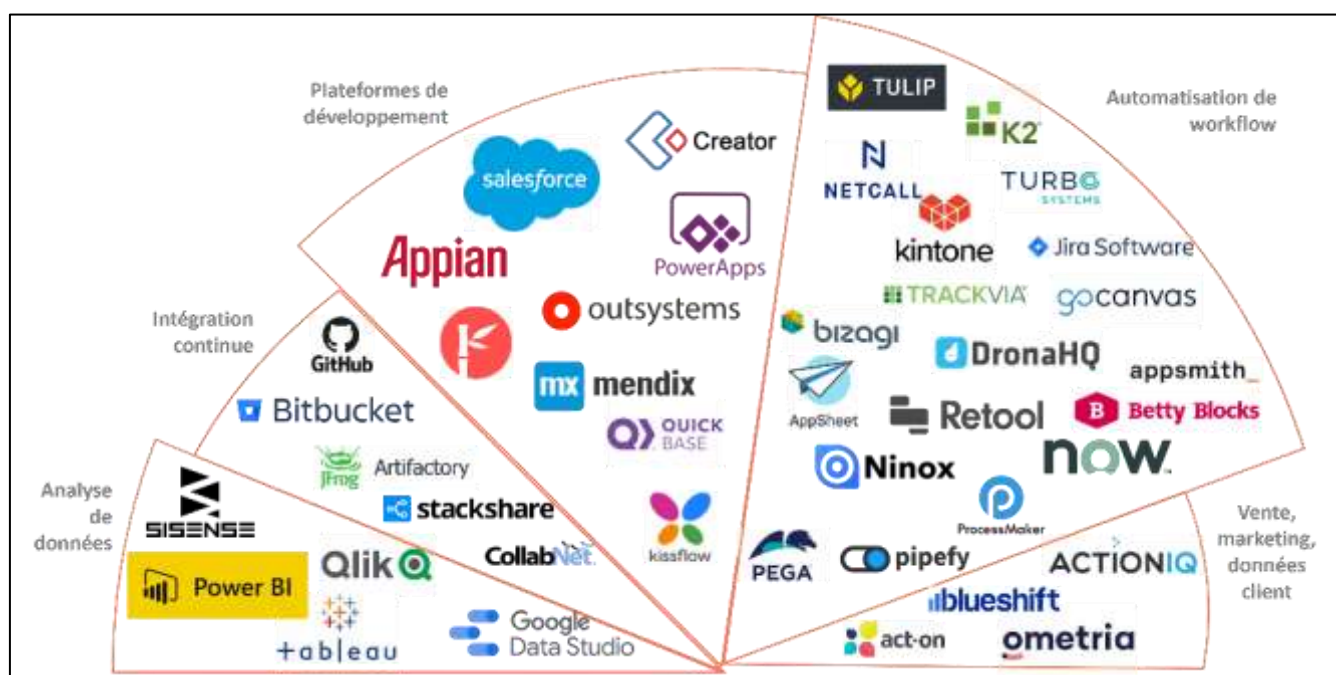 Plateformes de
développement
salesforce
Creator
Appian
PowerApps
outsystems
mx mendix
QUICK
BASE
kissflow
Intégration
continue
GitHub
Bitbucket
JFrog Artifactory
stackshare
CollabNet
Analyse
de
données
SISENSE
Power BI
Qlik
+ableau
Google
Data Studio
Automatisation de
workflow
TULIP
K2
NETCALL
TURBO
SYSTEMS
kintone
Jira Software
TRACKVIA
gocanvas
bizagi
DronaHQ
appsmith_
AppSheet
Retool
B Betty Blocks
Ninox
now
ProcessMaker
PEGA
pipefy
Vente,
marketing,
données
client
ACTIONIQ
blueshift
act-on
ometria